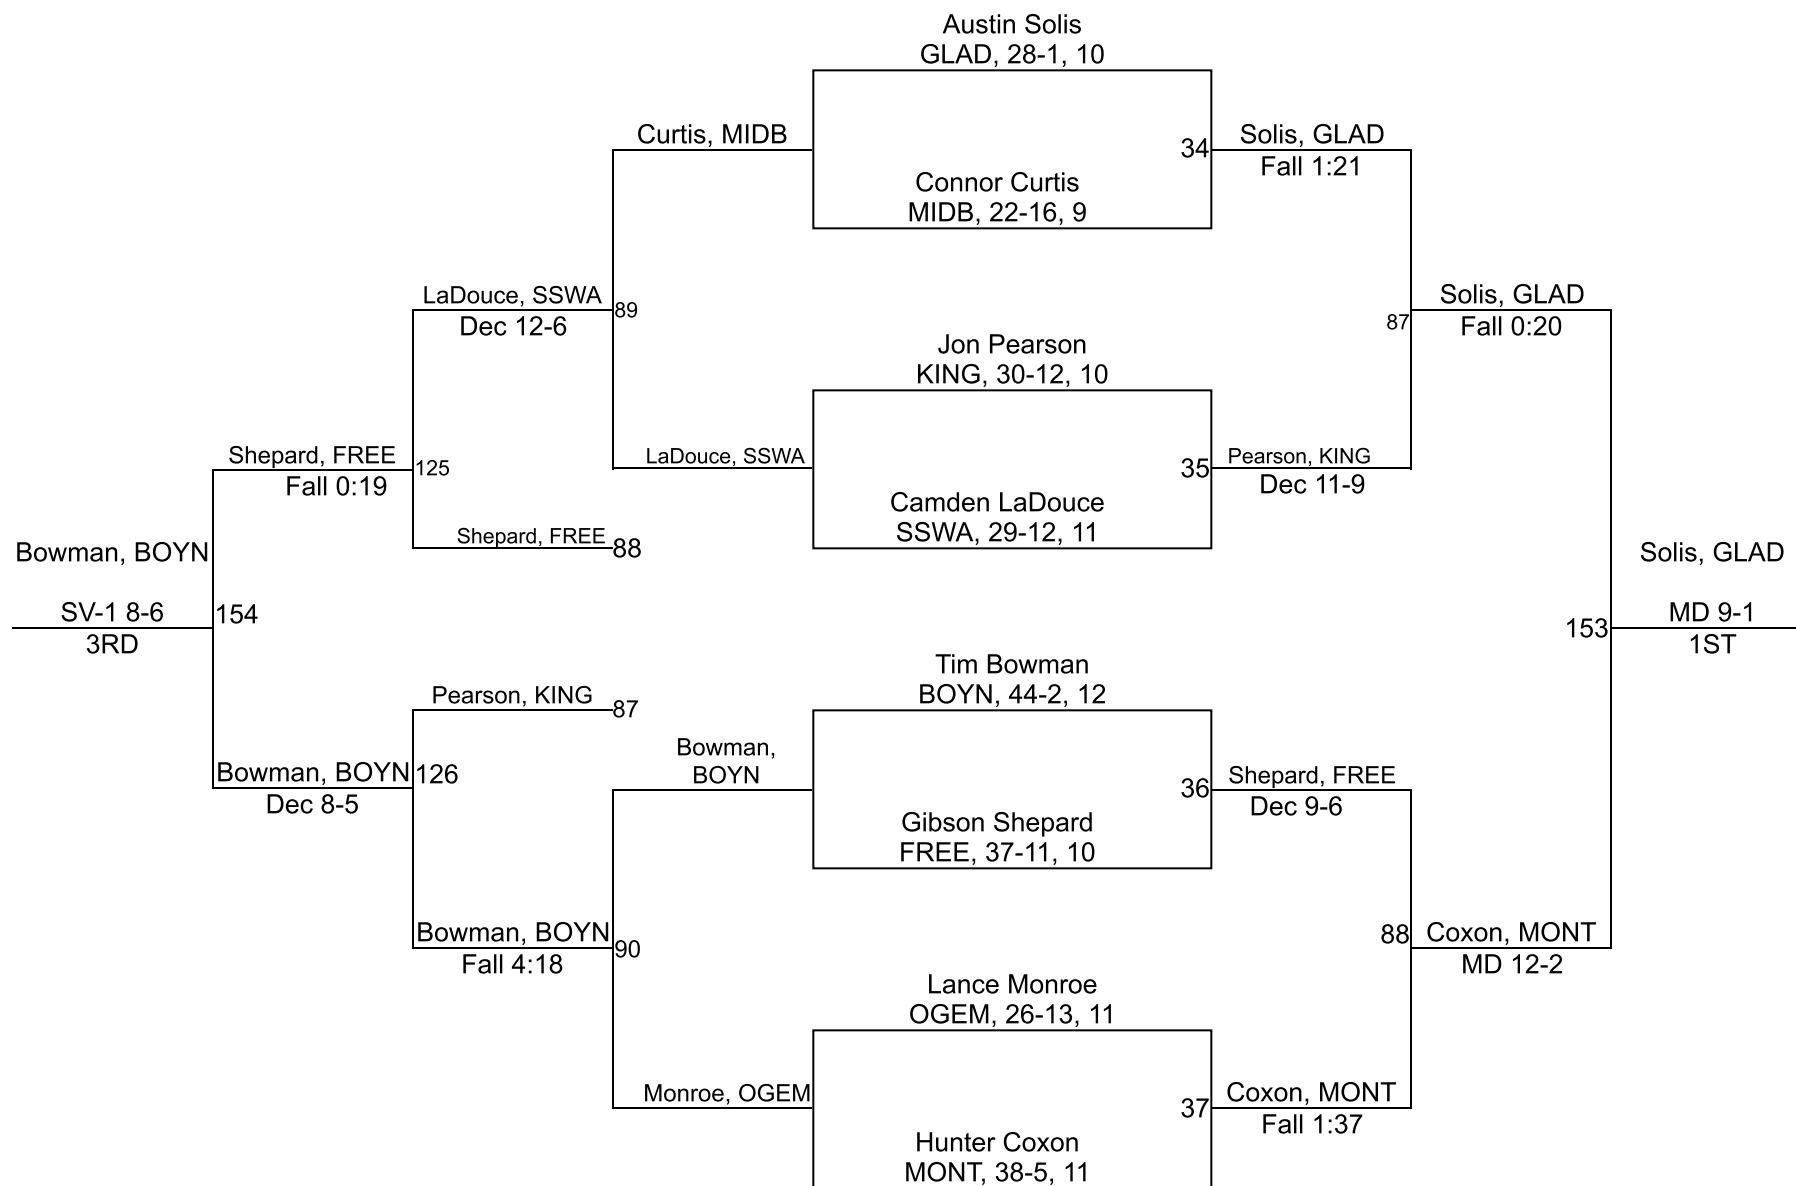 Austin Solis
GLAD, 28-1, 10
Curtis, MIDB
34
Solis, GLAD
Fall 1:21
Connor Curtis
MIDB, 22-16, 9
LaDouce, SSWA
Dec 12-6
89
87
Solis, GLAD
Fall 0:20
Jon Pearson
KING, 30-12, 10
Shepard, FREE
Fall 0:19
125
LaDouce, SSWA
35
Pearson, KING
Dec 11-9
Camden LaDouce
SSWA, 29-12, 11
Shepard, FREE
88
Bowman, BOYN
SV-1 8-6
3RD
154
Solis, GLAD
153
MD 9-1
1ST
Tim Bowman
BOYN, 44-2, 12
Pearson, KING
87
Bowman,
BOYN
Bowman, BOYN
Dec 8-5
126
36
Shepard, FREE
Dec 9-6
Gibson Shepard
FREE, 37-11, 10
Bowman, BOYN
Fall 4:18
90
88
Coxon, MONT
MD 12-2
Lance Monroe
OGEM, 26-13, 11
Monroe, OGEM
37
Coxon, MONT
Fall 1:37
Hunter Coxon
MONT, 38-5, 11